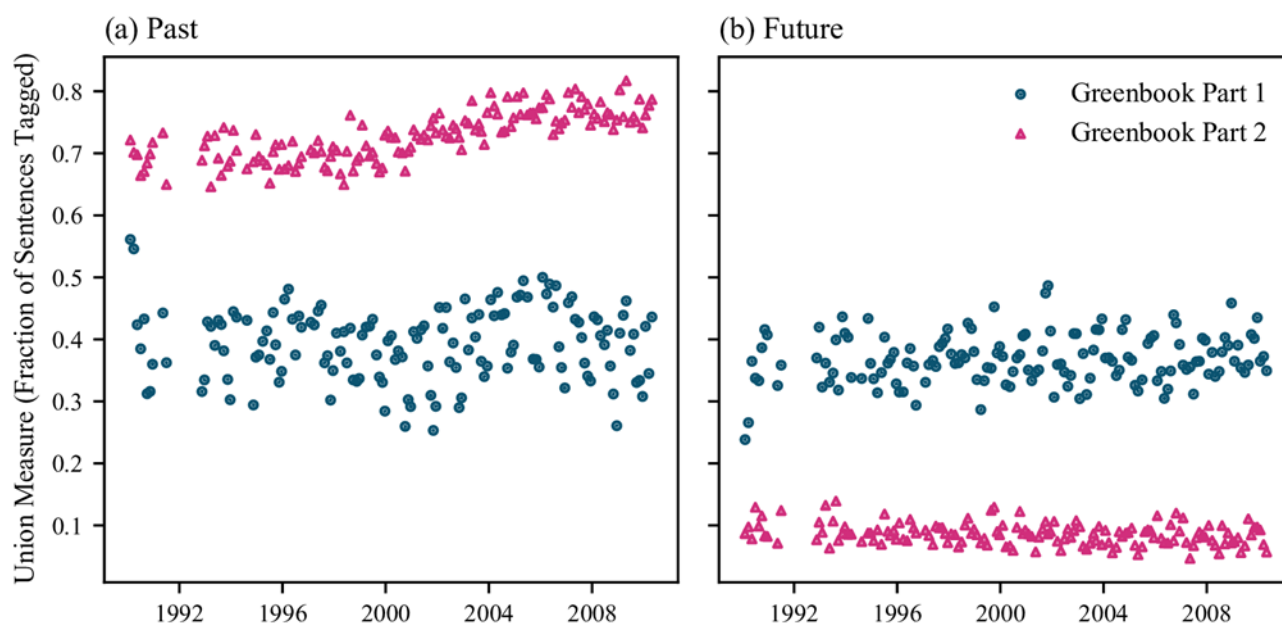 (a) Past
(b) Future
Union Measure (Fraction of Sentences Tagged)
0.8
0.7
0.6
0.5
0.4
0.3
0.2
0.1
Greenbook Part 1
Greenbook Part 2
1992 1996 2000 2004 2008
1992 1996 2000 2004 2008